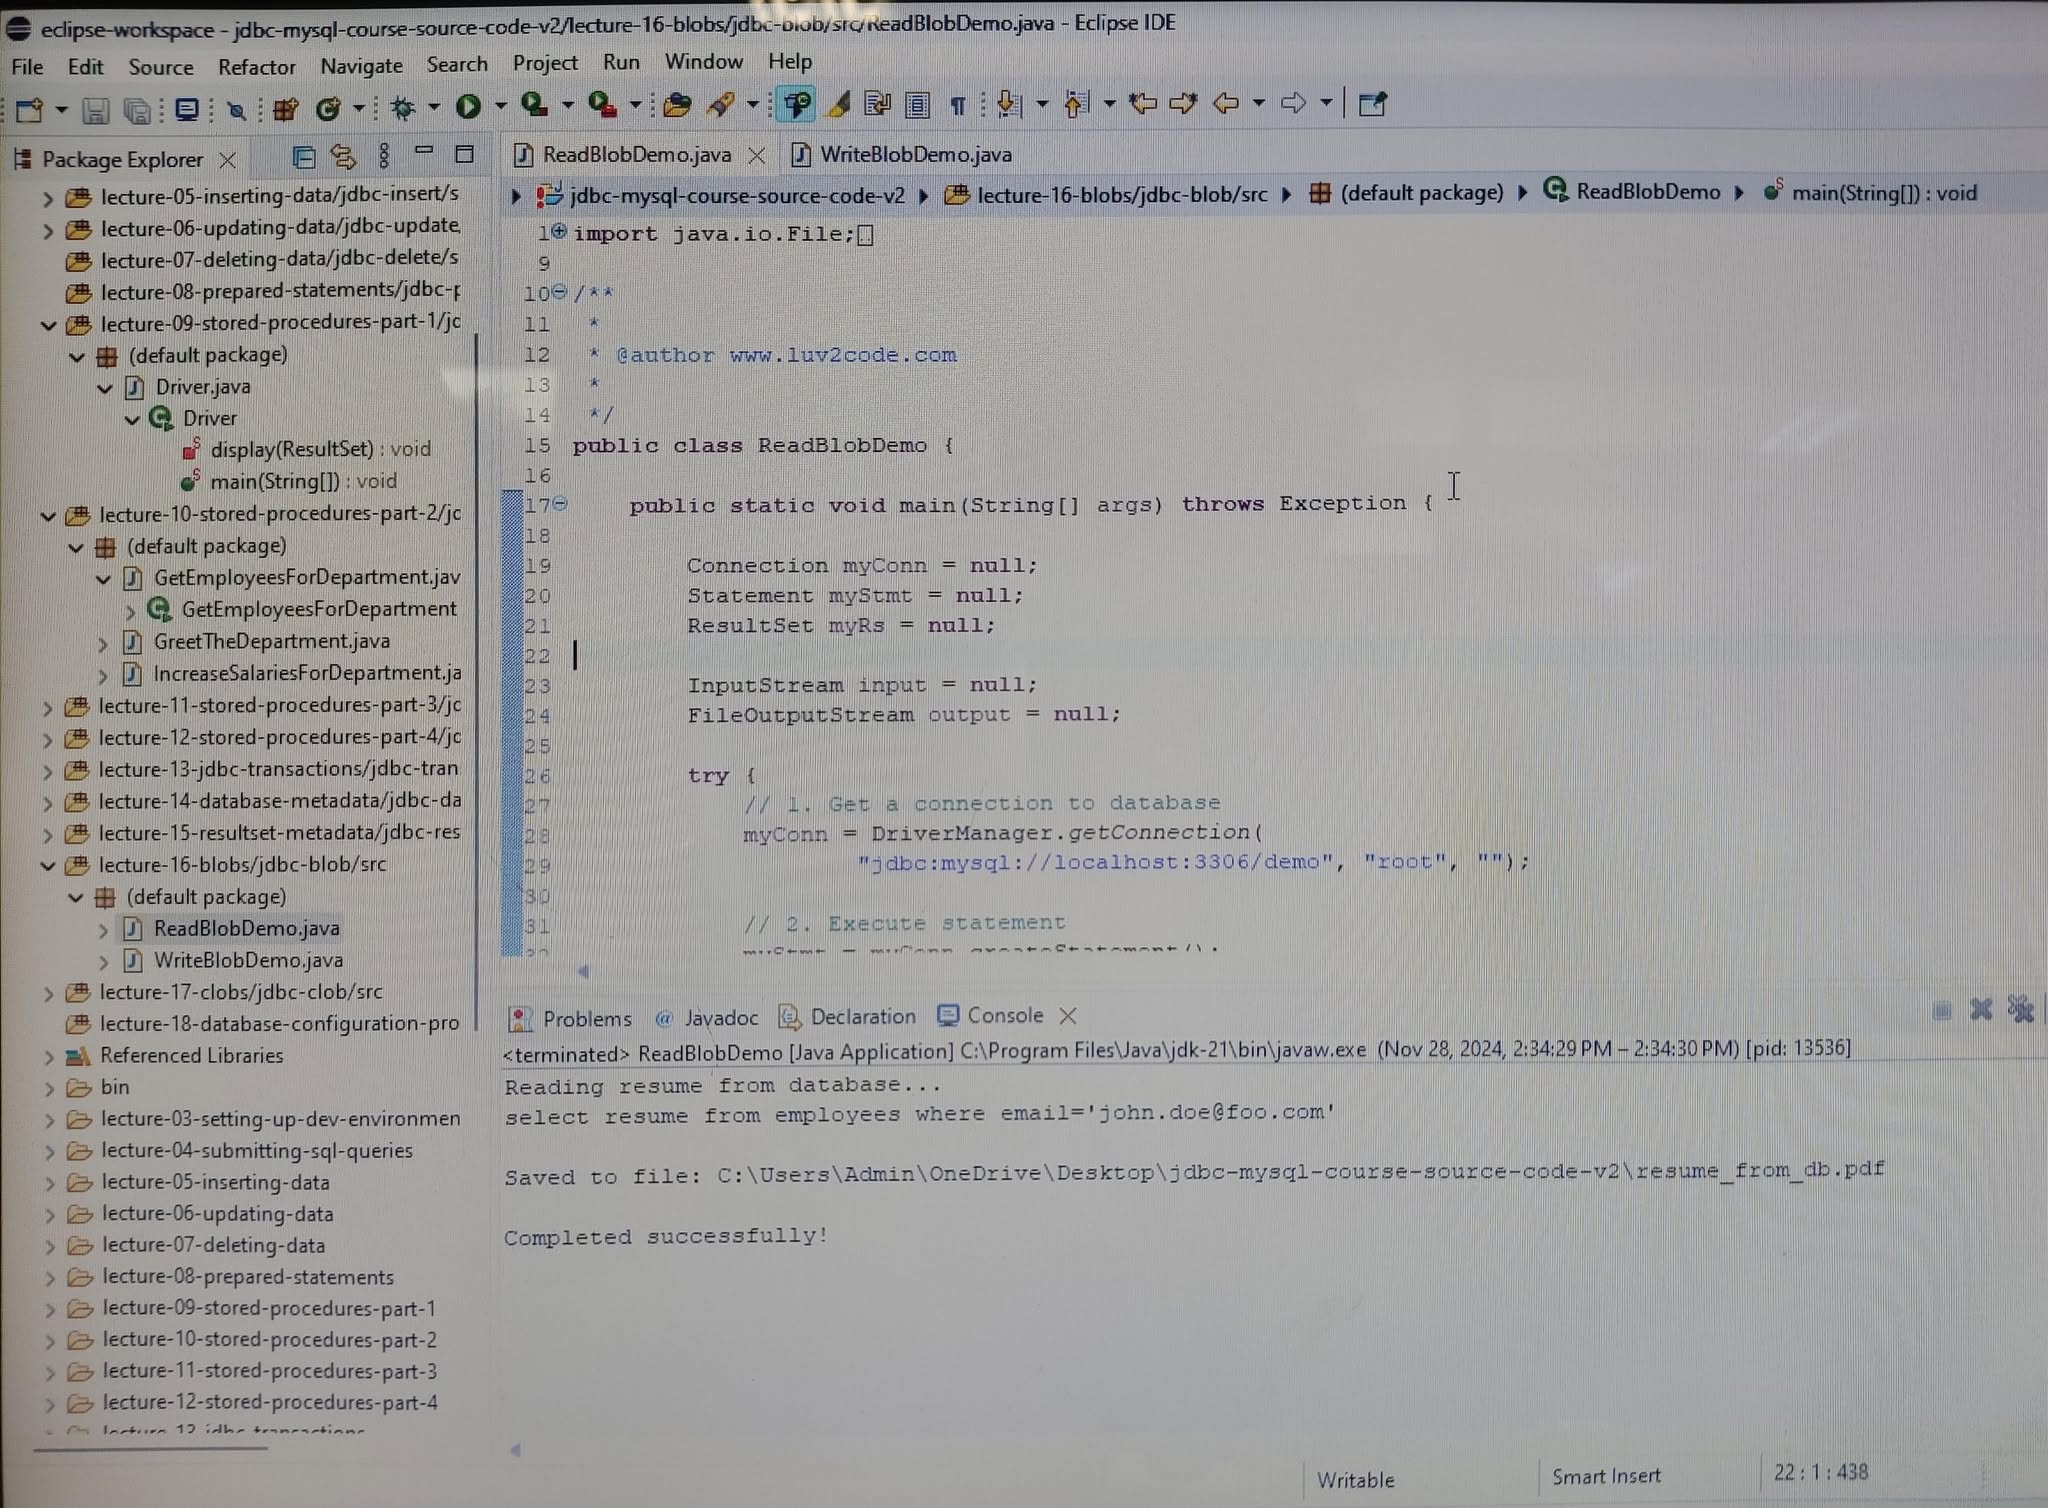 eclipse-workspace - jdbc-mysql-course-source-code-v2/lecture-16-blobs/jdbc-blob/src/ReadBlobDemo.java - Eclipse IDE
File Edit Source Refactor Navigate Search Project Run Window Help
Package Explorer
lecture-05-inserting-data/jdbc-insert/s
lecture-06-updating-data/jdbc-update,
lecture-07-deleting-data/jdbc-delete/s
lecture-08-prepared-statements/jdbc-p
lecture-09-stored-procedures-part-1/jc
(default package)
Driver.java
Driver
display(ResultSet) : void
main(String[]) : void
lecture-10-stored-procedures-part-2/jc
(default package)
GetEmployeesForDepartment.jav
GetEmployeesForDepartment
GreetTheDepartment.java
IncreaseSalariesForDepartment.ja
lecture-11-stored-procedures-part-3/jc
lecture-12-stored-procedures-part-4/jc
lecture-13-jdbc-transactions/jdbc-tran
lecture-14-database-metadata/jdbc-da
lecture-15-resultset-metadata/jdbc-res
lecture-16-blobs/jdbc-blob/src
(default package)
ReadBlobDemo.java
WriteBlobDemo.java
lecture-17-clobs/jdbc-clob/src
lecture-18-database-configuration-pro
Referenced Libraries
bin
lecture-03-setting-up-dev-environmen
lecture-04-submitting-sql-queries
lecture-05-inserting-data
lecture-06-updating-data
lecture-07-deleting-data
lecture-08-prepared-statements
lecture-09-stored-procedures-part-1
lecture-10-stored-procedures-part-2
lecture-11-stored-procedures-part-3
lecture-12-stored-procedures-part-4
ReadBlobDemo.java WriteBlobDemo.java
jdbc-mysql-course-source-code-v2 lecture-16-blobs/jdbc-blob/src (default package) ReadBlobDemo main(String[]) : void
1 import java.io.File;
9
10 /**
11 *
12 * @author www.luv2code.com
13 *
14 */
15 public class ReadBlobDemo {
16
17 public static void main(String[] args) throws Exception {
18
19 Connection myConn = null;
20 Statement myStmt = null;
21 ResultSet myRs = null;
22
23 InputStream input = null;
24 FileOutputStream output = null;
25
26 try {
27 // 1. Get a connection to database
28 myConn = DriverManager.getConnection(
29 "jdbc:mysql://localhost:3306/demo", "root", "");
30
31 // 2. Execute statement
Problems Javadoc Declaration Console
<terminated> ReadBlobDemo [Java Application] C:\Program Files\Java\jdk-21\bin\javaw.exe (Nov 28, 2024, 2:34:29 PM – 2:34:30 PM) [pid: 13536]
Reading resume from database...
select resume from employees where email='john.doe@foo.com'
Saved to file: C:\Users\Admin\OneDrive\Desktop\jdbc-mysql-course-source-code-v2\resume_from_db.pdf
Completed successfully!
Writable Smart Insert 22 : 1 : 438